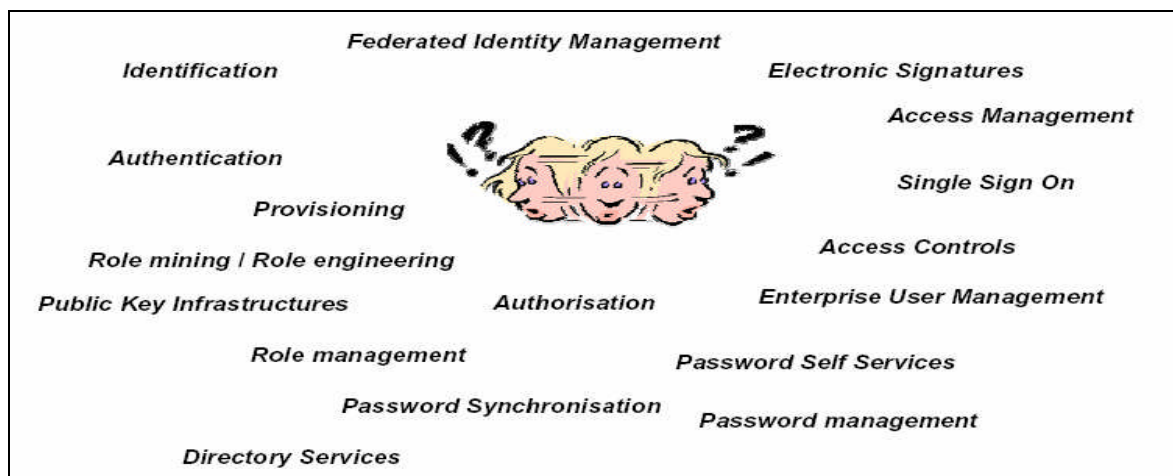 Federated Identity Management
Identification
Electronic Signatures
Access Management
Authentication
Single Sign On
Provisioning
Access Controls
Role mining / Role engineering
Public Key Infrastructures
Authorisation
Enterprise User Management
Role management
Password Self Services
Password Synchronisation
Password management
Directory Services